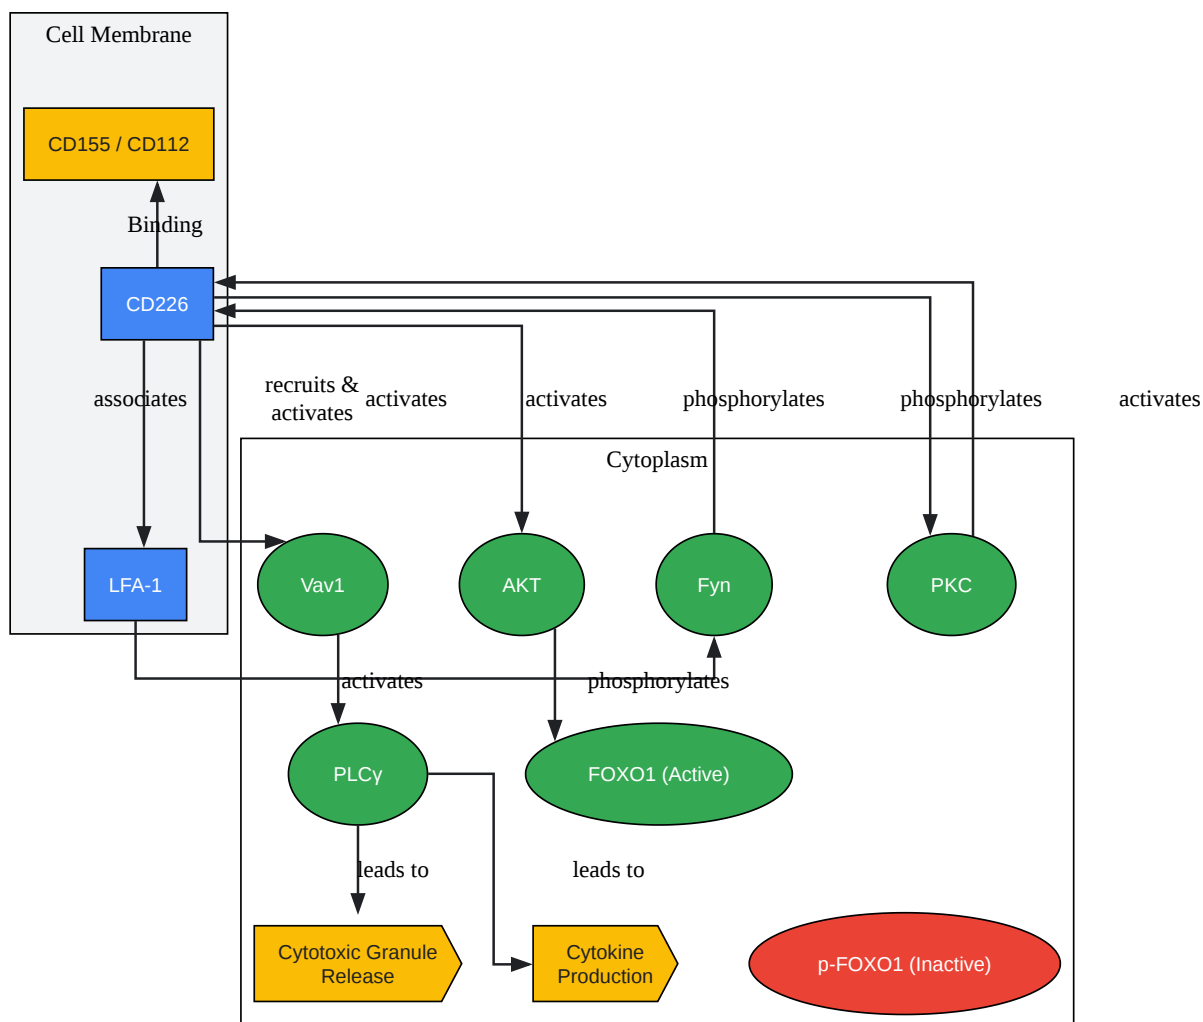 Cell Membrane
CD155 / CD112
Binding
CD226
associates
recruits &
activates
activates
activates
phosphorylates
phosphorylates
activates
Cytoplasm
LFA-1
Vav1
AKT
Fyn
PKC
activates
phosphorylates
PLCγ
FOXO1 (Active)
leads to
leads to
Cytotoxic Granule
Release
Cytokine
Production
p-FOXO1 (Inactive)